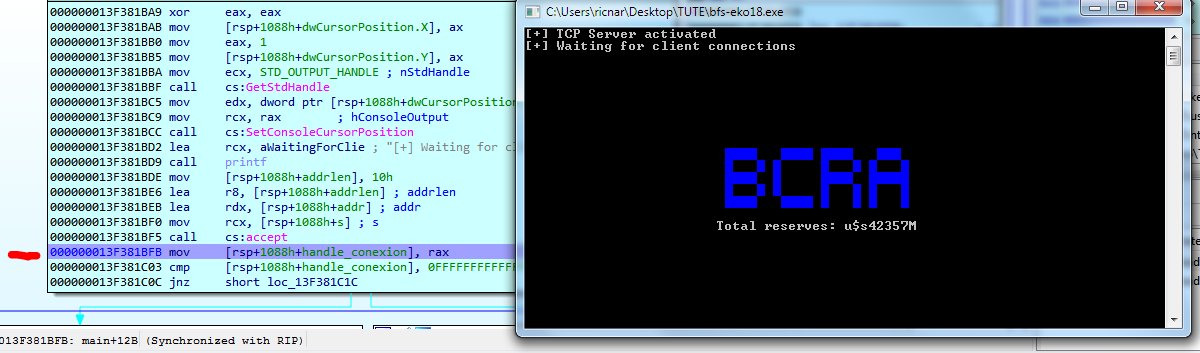 000000013F381BA9 xor     eax, eax
000000013F381BAB mov     [rsp+1088h+dwCursorPosition.X], ax
000000013F381BB0 mov     eax, 1
000000013F381BB5 mov     [rsp+1088h+dwCursorPosition.Y], ax
000000013F381BBA mov     ecx, STD_OUTPUT_HANDLE ; nStdHandle
000000013F381BBF call    cs:GetStdHandle
000000013F381BC5 mov     edx, dword ptr [rsp+1088h+dwCursorPosition
000000013F381BC9 mov     rcx, rax        ; hConsoleOutput
000000013F381BCC call    cs:SetConsoleCursorPosition
000000013F381BD2 lea     rcx, aWaitingForClie ; "[+] Waiting for cl
000000013F381BD9 call    printf
000000013F381BDE mov     [rsp+1088h+addrlen], 10h
000000013F381BE6 lea     r8, [rsp+1088h+addrlen] ; addrlen
000000013F381BEB lea     rdx, [rsp+1088h+addr] ; addr
000000013F381BF0 mov     rcx, [rsp+1088h+s] ; s
000000013F381BF5 call    cs:accept
000000013F381BFB mov     [rsp+1088h+handle_conexion], rax
000000013F381C03 cmp     [rsp+1088h+handle_conexion], 0FFFFFFFFFFFF
000000013F381C0C jnz     short loc_13F381C1C
013F381BFB: main+12B (Synchronized with RIP)
C:\Users\ricnar\Desktop\TUTE\bfs-eko18.exe
[+] TCP Server activated
[+] Waiting for client connections
BCRA
Total reserves: u$s42357M